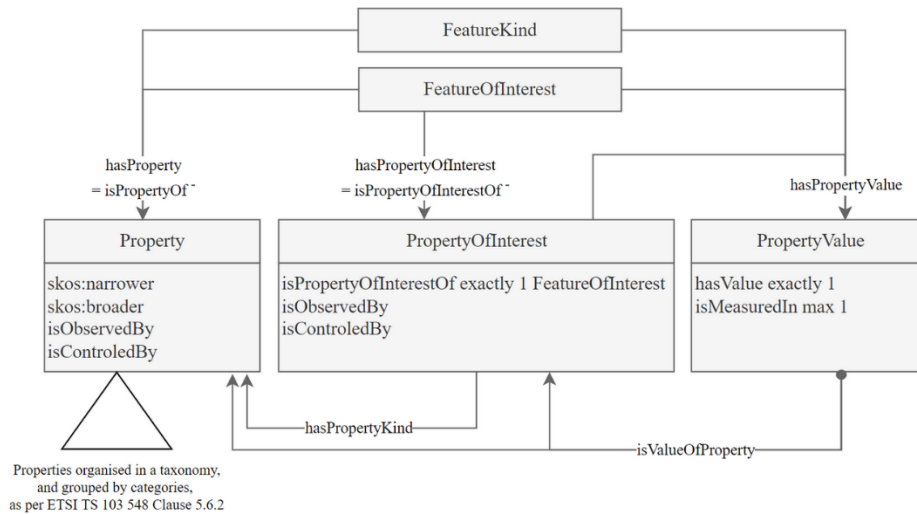 FeatureKind
FeatureOfInterest
hasProperty
= isPropertyOf -
hasPropertyOfInterest
= isPropertyOfInterestOf -
hasPropertyValue
Property
skos:narrower
skos:broader
isObservedBy
isControledBy
PropertyOfInterest
isPropertyOfInterestOf exactly 1 FeatureOfInterest
isObservedBy
isControledBy
PropertyValue
hasValue exactly 1
isMeasuredIn max 1
hasPropertyKind
isValueOfProperty
Properties organised in a taxonomy,
and grouped by categories,
as per ETSI TS 103 548 Clause 5.6.2